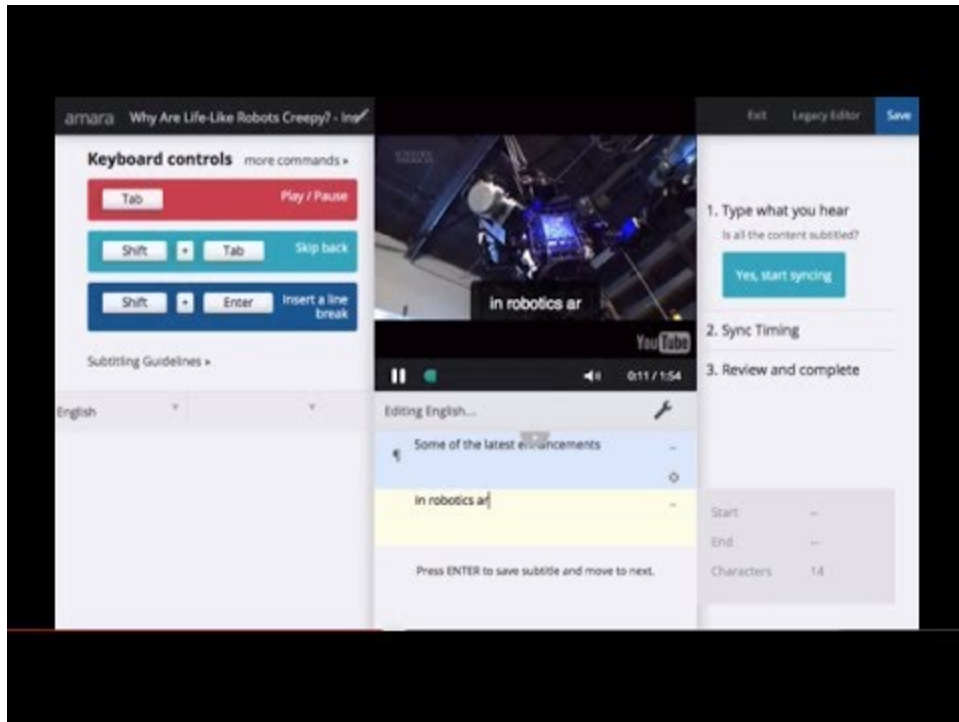 amara Why Are Life-Like Robots Creepy? - Ins
Exit Legacy Editor Save
Keyboard controls more commands »
Tab Play / Pause
Shift + Tab Skip back
Shift + Enter Insert a line
break
Subtitling Guidelines »
English
SCIENTIFIC
AMERICAN
in robotics ar
YouTube
0:11 / 1:54
Editing English...
¶ Some of the latest enhancements --
in robotics ar --
Press ENTER to save subtitle and move to next.
1. Type what you hear
Is all the content subtitled?
Yes, start syncing
2. Sync Timing
3. Review and complete
Start --
End --
Characters 14